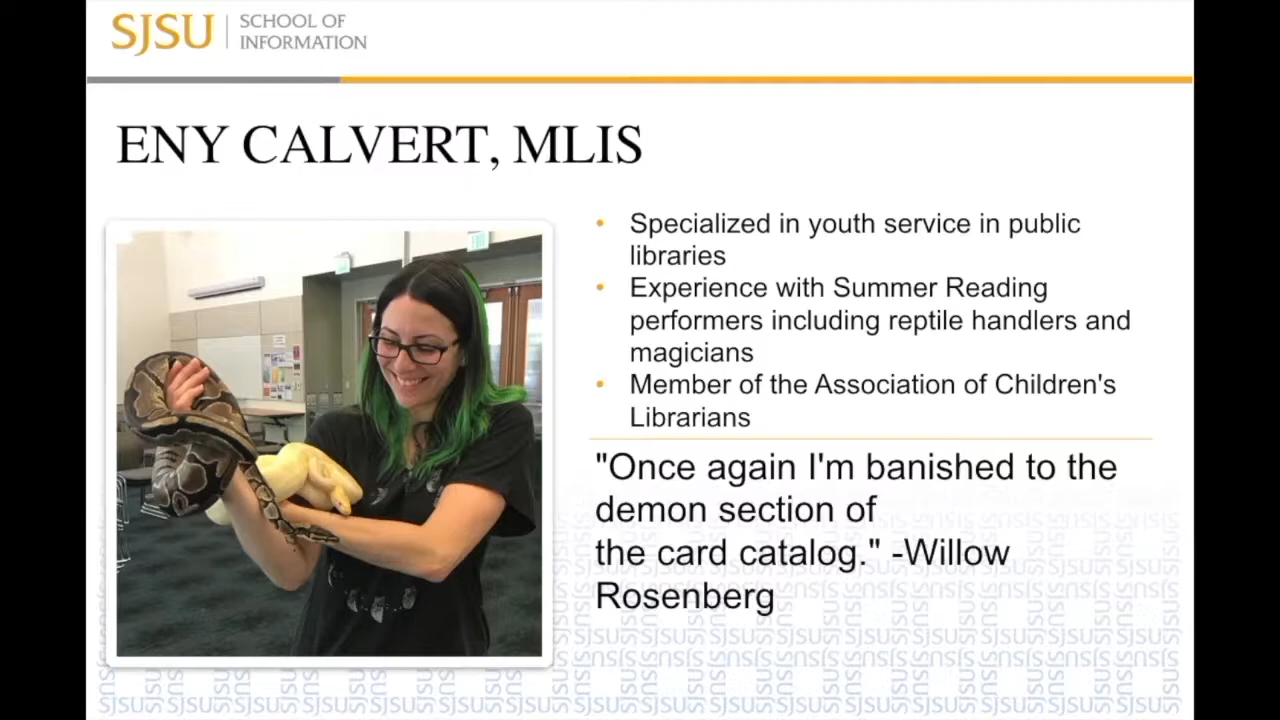 SJSU
SCHOOL OF
INFORMATION
ENY CALVERT, MLIS
• Specialized in youth service in public
libraries
• Experience with Summer Reading
performers including reptile handlers and
magicians
• Member of the Association of Children's
Librarians
"Once again I'm banished to the
demon section of
the card catalog." -Willow
Rosenberg